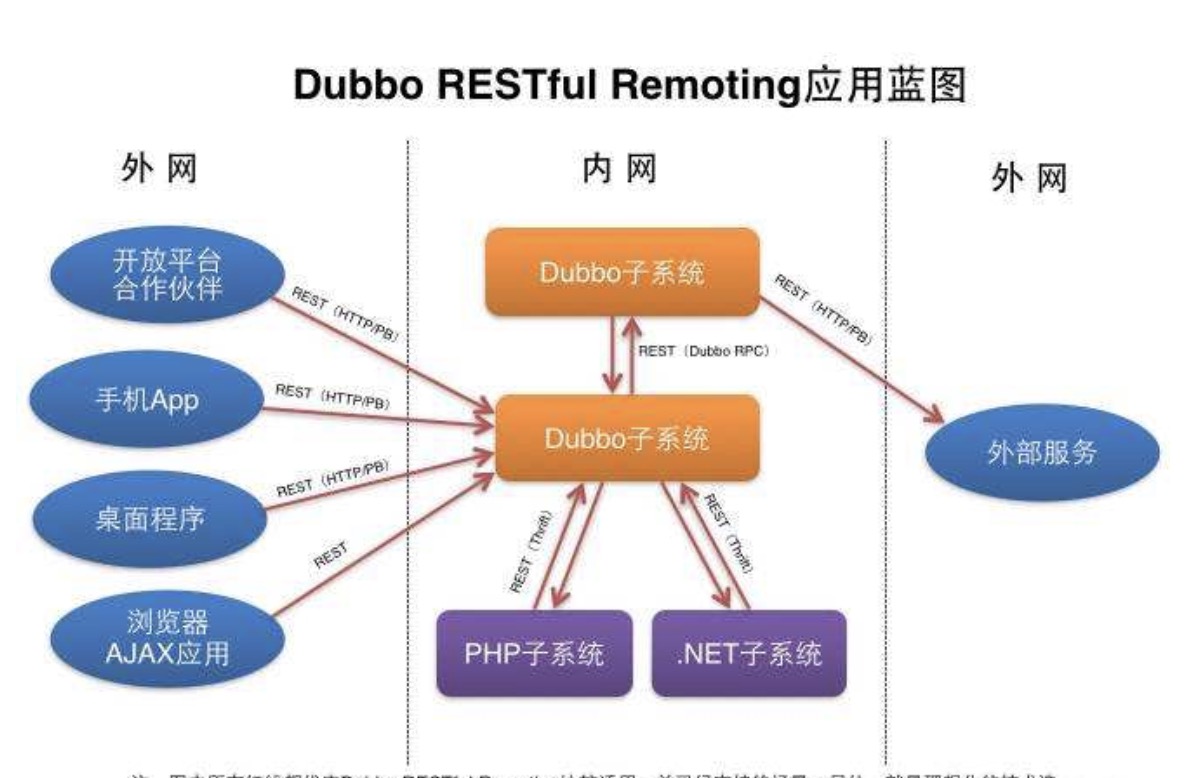 Dubbo RESTful Remoting应用蓝图
外 网
内 网
外 网
开放平台
合作伙伴
REST（HTTP/PB）
Dubbo子系统
REST（HTTP/PB）
REST（Dubbo RPC）
手机App
REST（HTTP/PB）
Dubbo子系统
外部服务
桌面程序
REST（HTTP/PB）
REST
REST（Thrift）
REST（Thrift）
浏览器
AJAX应用
PHP子系统
.NET子系统